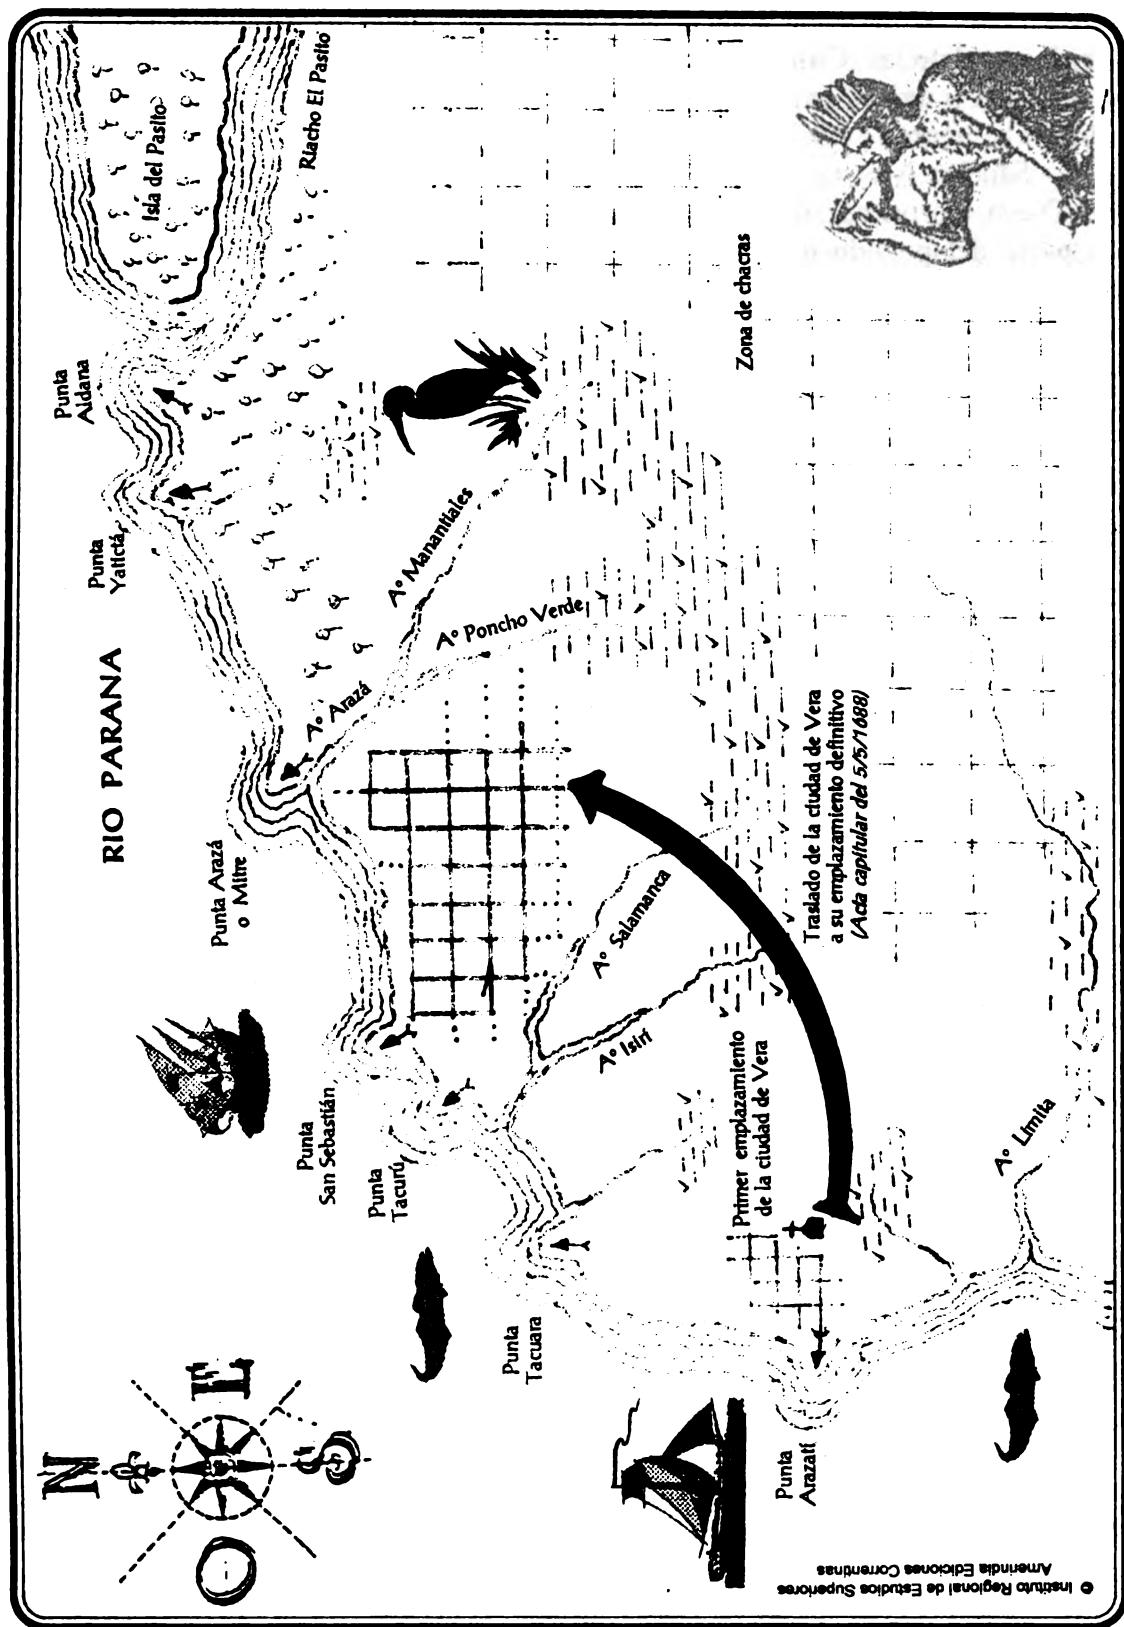 RIO PARANA
Isla del Pasito
Riacho El Pasito
Punta
Aldana
Punta
Yatictá
Aº Manantiales
Aº Poncho Verde
Aº Arazá
Punta Arazá
o Mitre
Zona de chacras
Traslado de la ciudad de Vera
a su emplazamiento definitivo
(Acta capitular del 5/5/1688)
Aº Salamanca
Aº Isirí
Punta
San Sebastián
Punta
Tacurú
Primer emplazamiento
de la ciudad de Vera
Aº Limita
Punta
Tacuara
Punta
Arazatí
N
E
S
O
© Instituto Regional de Estudios Superiores
Amerindia Ediciones Correntinas